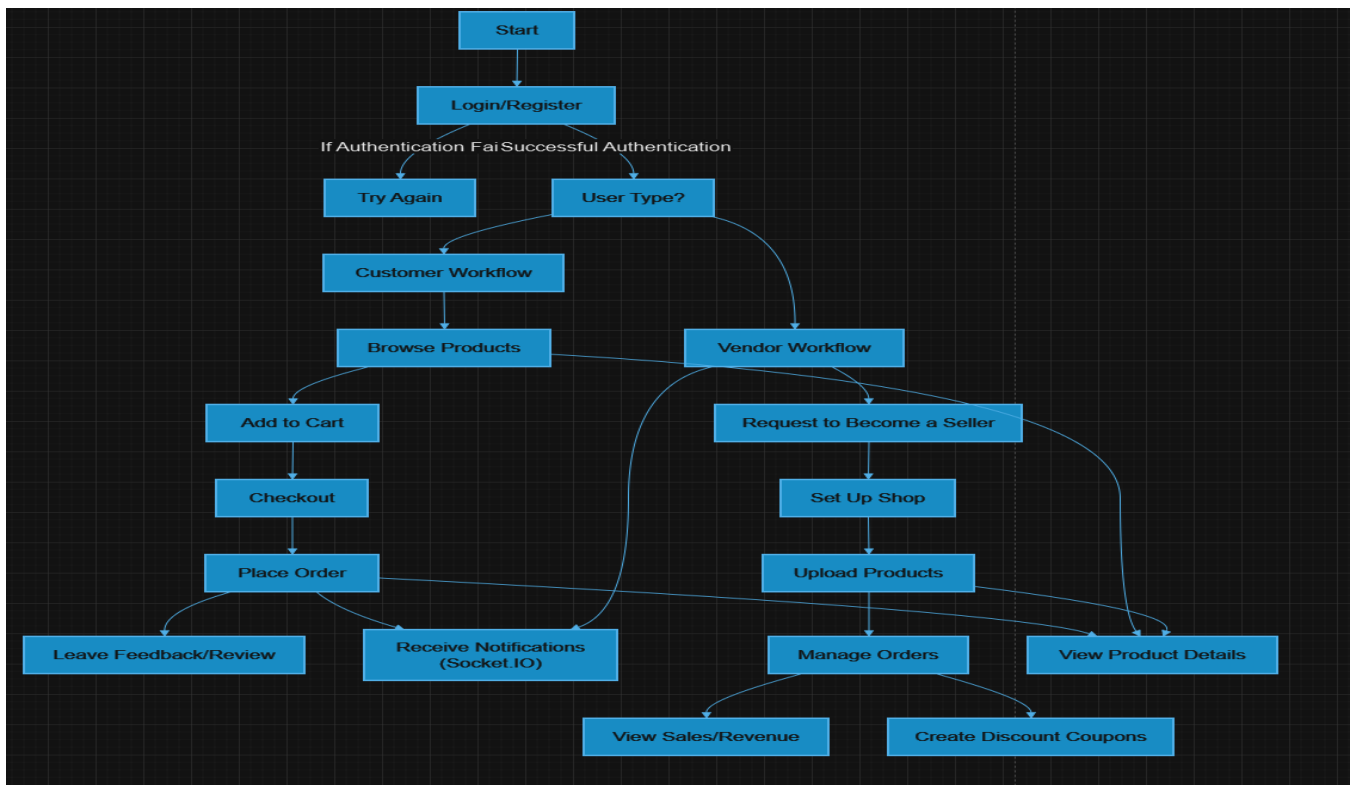 Start
Login/Register
If Authentication Fai
Successful Authentication
Try Again
User Type?
Customer Workflow
Browse Products
Vendor Workflow
Add to Cart
Request to Become a Seller
Checkout
Set Up Shop
Place Order
Upload Products
Leave Feedback/Review
Receive Notifications
(Socket.IO)
Manage Orders
View Product Details
View Sales/Revenue
Create Discount Coupons